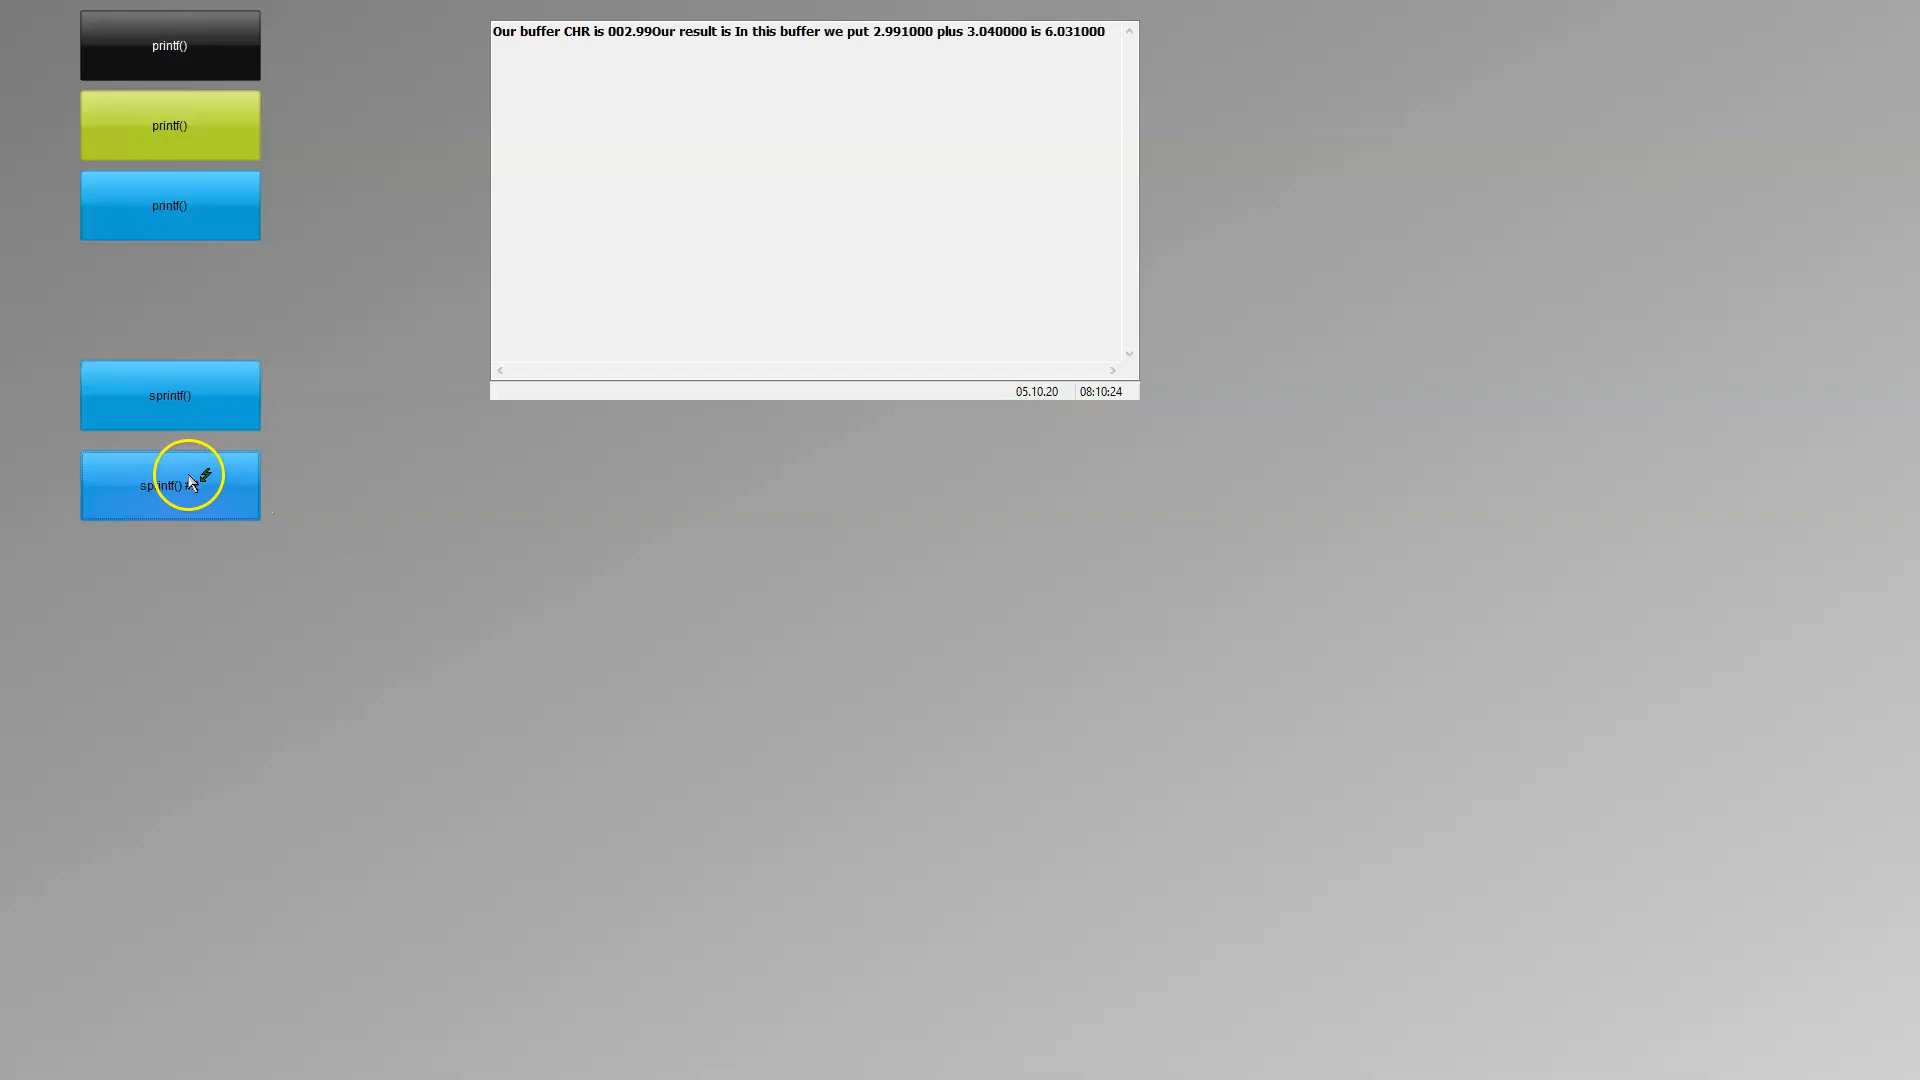 printf()
printf()
printf()
sprintf()
sprintf()
Our buffer CHR is 002.99Our result is In this buffer we put 2.991000 plus 3.040000 is 6.031000
05.10.20 08:10:24